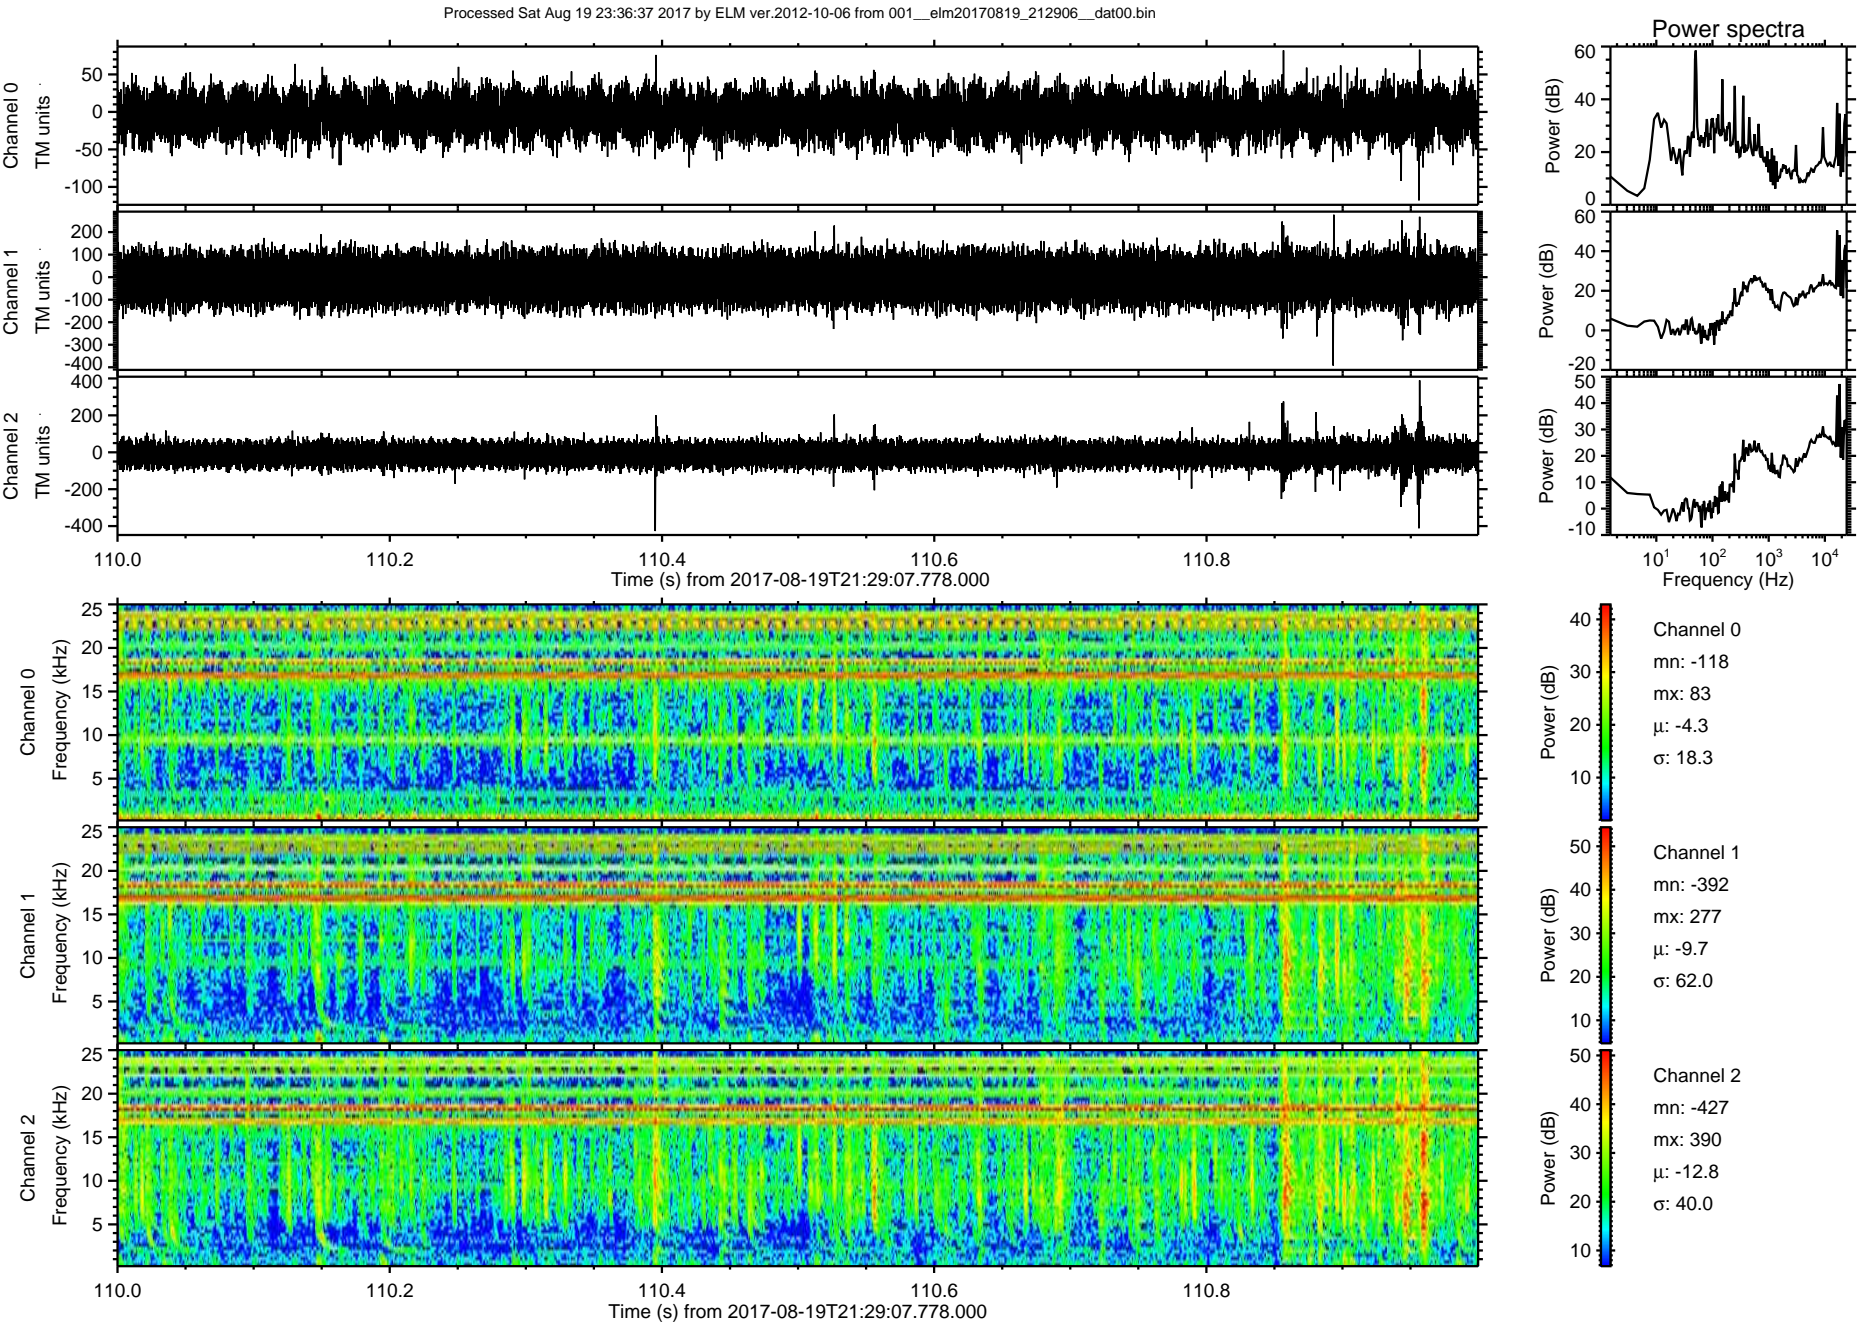 Processed Sat Aug 19 23:36:37 2017 by ELM ver.2012-10-06 from 001__elm20170819_212906__dat00.bin
Power spectra
Channel 0
TM units
50
0
-50
-100
Power (dB)
60
40
20
0
Channel 1
TM units
200
100
0
-100
-200
-300
-400
Power (dB)
60
40
20
0
-20
Channel 2
TM units
400
200
0
-200
-400
Power (dB)
50
40
30
20
10
0
-10
110.0 110.2 110.4 110.6 110.8
Time (s) from 2017-08-19T21:29:07.778.000
10¹ 10² 10³ 10⁴
Frequency (Hz)
Channel 0
Frequency (kHz)
25
20
15
10
5
Power (dB)
40
30
20
10
Channel 0
mn: -118
mx: 83
μ: -4.3
σ: 18.3
Channel 1
Frequency (kHz)
25
20
15
10
5
Power (dB)
50
40
30
20
10
Channel 1
mn: -392
mx: 277
μ: -9.7
σ: 62.0
Channel 2
Frequency (kHz)
25
20
15
10
5
Power (dB)
50
40
30
20
10
Channel 2
mn: -427
mx: 390
μ: -12.8
σ: 40.0
110.0 110.2 110.4 110.6 110.8
Time (s) from 2017-08-19T21:29:07.778.000